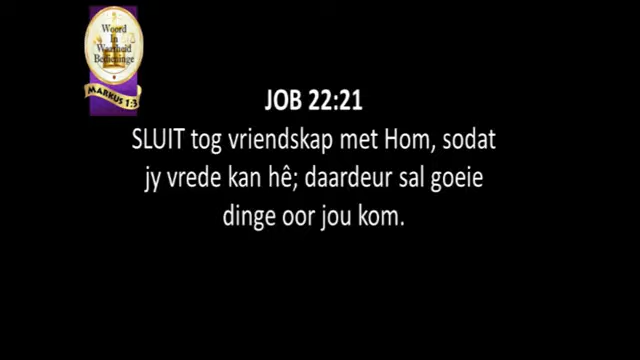 Woord
In
Waarheid
Bedieninge
MARKUS 1:3
JOB 22:21
SLUIT tog vriendskap met Hom, sodat
jy vrede kan hê; daardeur sal goeie
dinge oor jou kom.